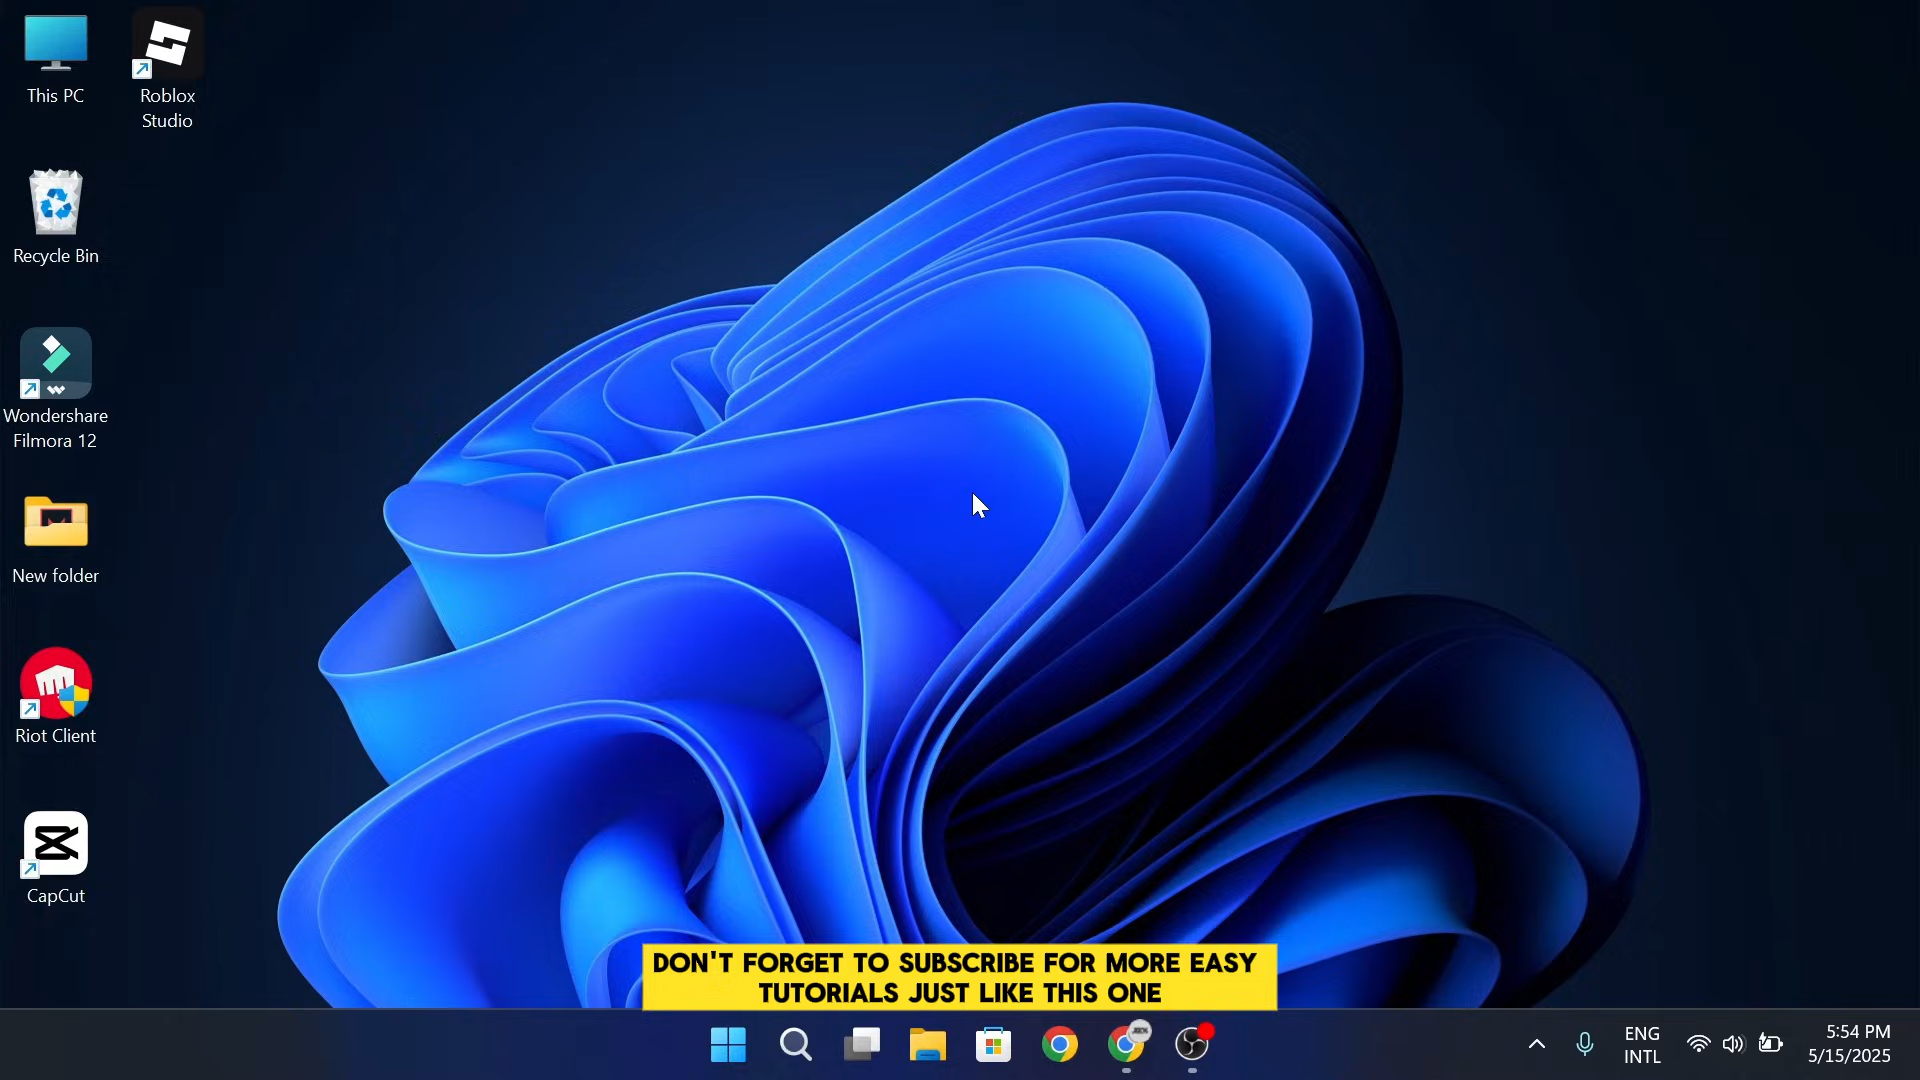 This PC
Roblox
Studio
Recycle Bin
Wondershare
Filmora 12
New folder
Riot Client
CapCut
DON'T FORGET TO SUBSCRIBE FOR MORE EASY
TUTORIALS JUST LIKE THIS ONE
ENG
INTL
5:54 PM
5/15/2025